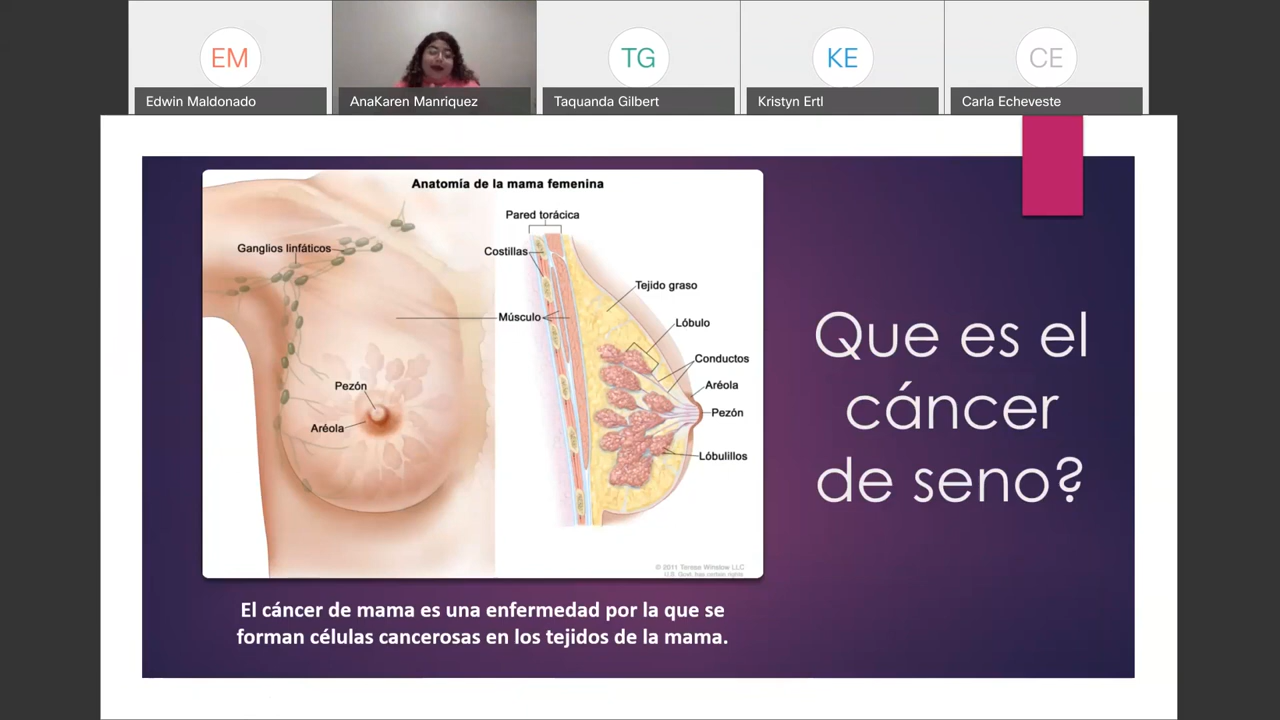 EM
TG
KE
CE
Edwin Maldonado
AnaKaren Manriquez
Taquanda Gilbert
Kristyn Ertl
Carla Echeveste
Anatomía de la mama femenina
Pared torácica
Ganglios linfáticos
Costillas
Tejido graso
Músculo
Lóbulo
Conductos
Pezón
Aréola
Pezón
Aréola
Lóbulillos
© 2011 Terese Winslow LLC
U.S. Govt. has certain rights
Que es el
cáncer
de seno?
El cáncer de mama es una enfermedad por la que se
forman células cancerosas en los tejidos de la mama.